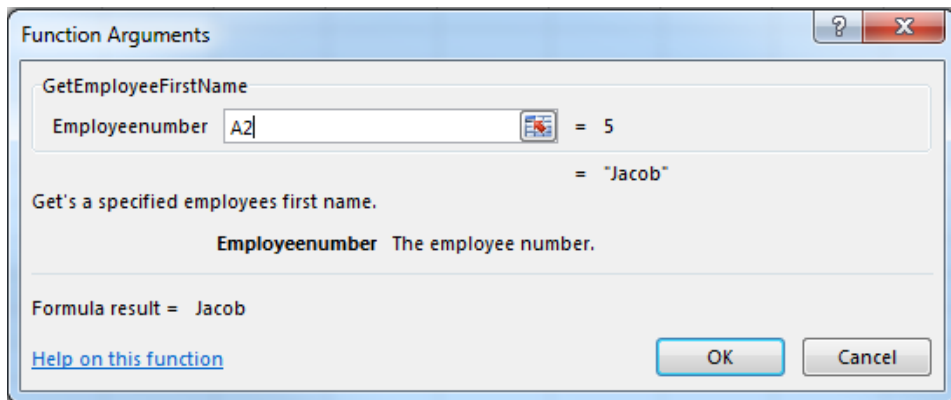 Function Arguments ? X
GetEmployeeFirstName
Employeenumber A2 = 5
= "Jacob"
Get's a specified employees first name.
Employeenumber The employee number.
Formula result = Jacob
Help on this function OK Cancel